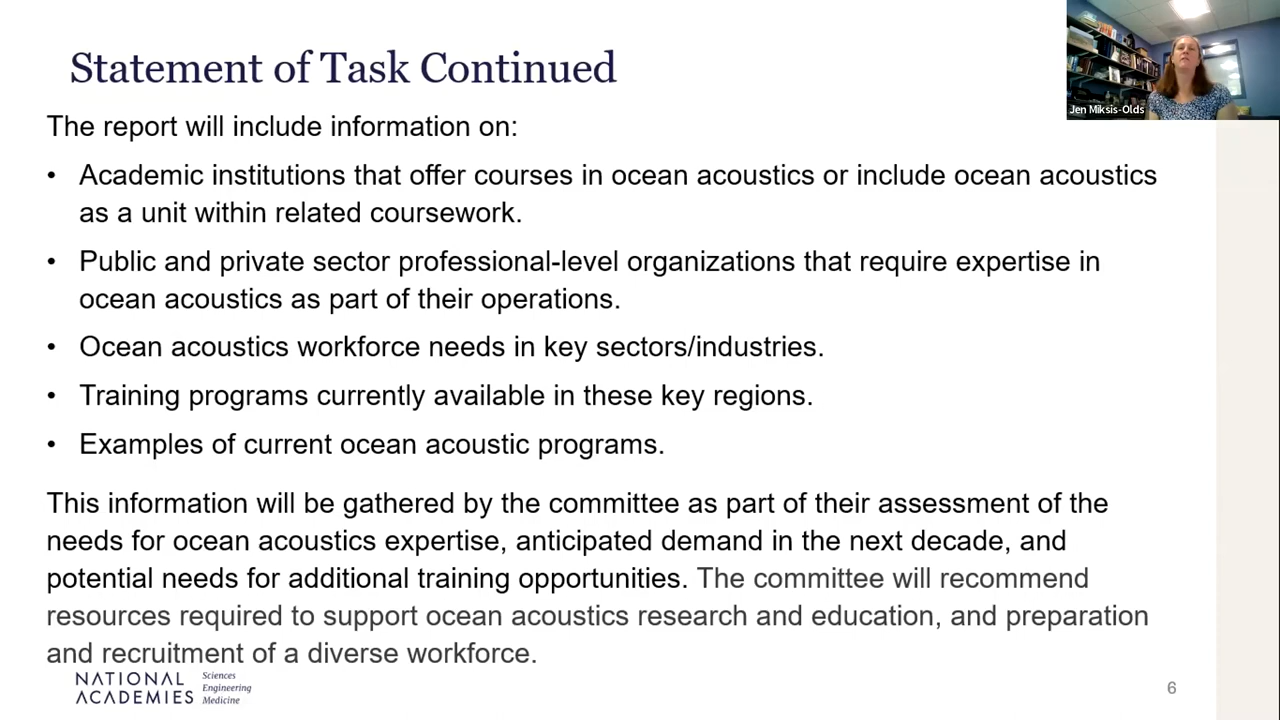 Statement of Task Continued
Jen Miksis-Olds
The report will include information on:
• Academic institutions that offer courses in ocean acoustics or include ocean acoustics
as a unit within related coursework.
• Public and private sector professional-level organizations that require expertise in
ocean acoustics as part of their operations.
• Ocean acoustics workforce needs in key sectors/industries.
• Training programs currently available in these key regions.
• Examples of current ocean acoustic programs.
This information will be gathered by the committee as part of their assessment of the
needs for ocean acoustics expertise, anticipated demand in the next decade, and
potential needs for additional training opportunities. The committee will recommend
resources required to support ocean acoustics research and education, and preparation
and recruitment of a diverse workforce.
NATIONAL ACADEMIES
Sciences
Engineering
Medicine
6